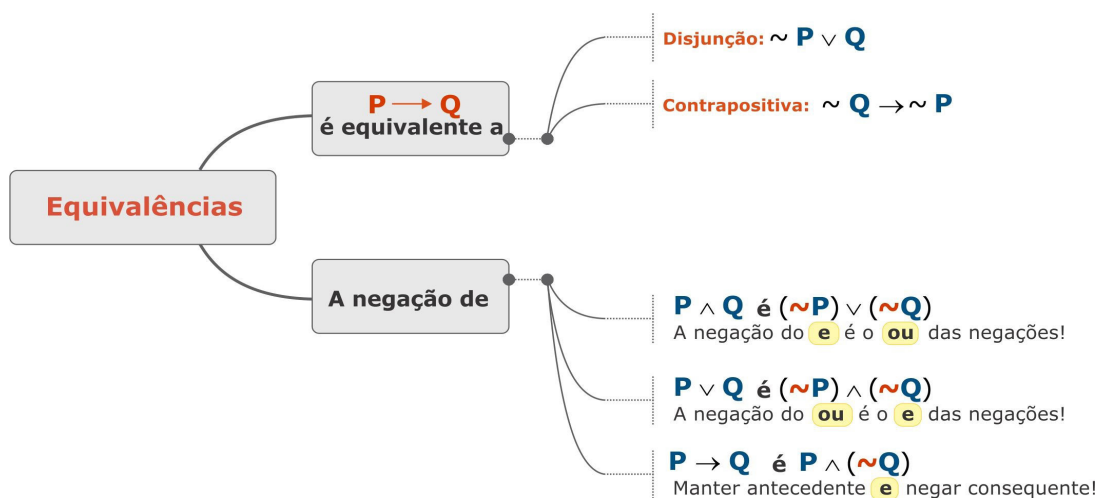 Equivalências
P → Q
é equivalente a
Disjunção: ~ P ∨ Q
Contrapositiva: ~ Q → ~ P
A negação de
P ∧ Q é (~P) ∨ (~Q)
A negação do e é o ou das negações!
P ∨ Q é (~P) ∧ (~Q)
A negação do ou é o e das negações!
P → Q é P ∧ (~Q)
Manter antecedente e negar consequente!